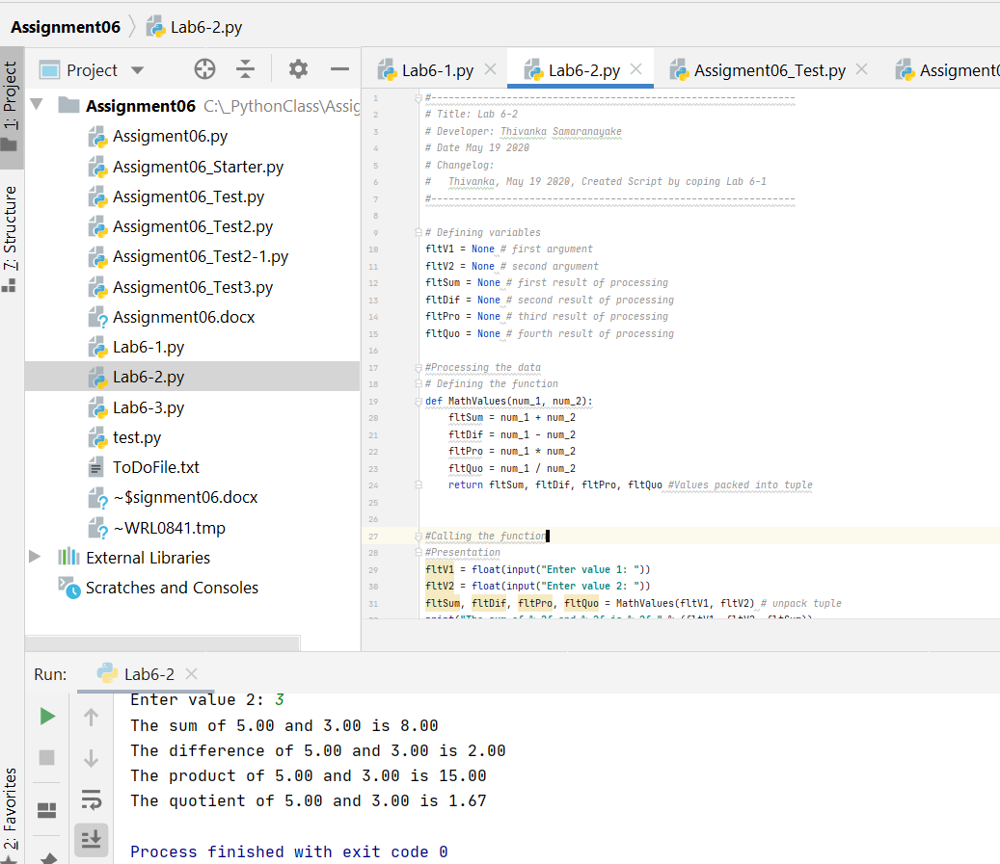 Assignment06 Lab6-2.py
1: Project
7: Structure
2: Favorites
Project
Assignment06 C:\_PythonClass\Assig
Assigment06.py
Assigment06_Starter.py
Assigment06_Test.py
Assigment06_Test2.py
Assigment06_Test2-1.py
Assigment06_Test3.py
Assignment06.docx
Lab6-1.py
Lab6-2.py
Lab6-3.py
test.py
ToDoFile.txt
~$signment06.docx
~WRL0841.tmp
External Libraries
Scratches and Consoles
Lab6-1.py Lab6-2.py Assigment06_Test.py Assigment0
1 #---------------------------------------------------------------
2 # Title: Lab 6-2
3 # Developer: Thivanka Samaranayake
4 # Date May 19 2020
5 # Changelog:
6 #   Thivanka, May 19 2020, Created Script by coping Lab 6-1
7 #---------------------------------------------------------------
8
9 # Defining variables
10 fltV1 = None # first argument
11 fltV2 = None # second argument
12 fltSum = None # first result of processing
13 fltDif = None # second result of processing
14 fltPro = None # third result of processing
15 fltQuo = None # fourth result of processing
16
17 #Processing the data
18 # Defining the function
19 def MathValues(num_1, num_2):
20     fltSum = num_1 + num_2
21     fltDif = num_1 - num_2
22     fltPro = num_1 * num_2
23     fltQuo = num_1 / num_2
24     return fltSum, fltDif, fltPro, fltQuo #Values packed into tuple
25
26
27 #Calling the function
28 #Presentation
29 fltV1 = float(input("Enter value 1: "))
30 fltV2 = float(input("Enter value 2: "))
31 fltSum, fltDif, fltPro, fltQuo = MathValues(fltV1, fltV2) # unpack tuple
print("The sum of %.2f and %.2f is %.2f " % (fltV1, fltV2, fltSum))
Run: Lab6-2
Enter value 2: 3
The sum of 5.00 and 3.00 is 8.00
The difference of 5.00 and 3.00 is 2.00
The product of 5.00 and 3.00 is 15.00
The quotient of 5.00 and 3.00 is 1.67
Process finished with exit code 0